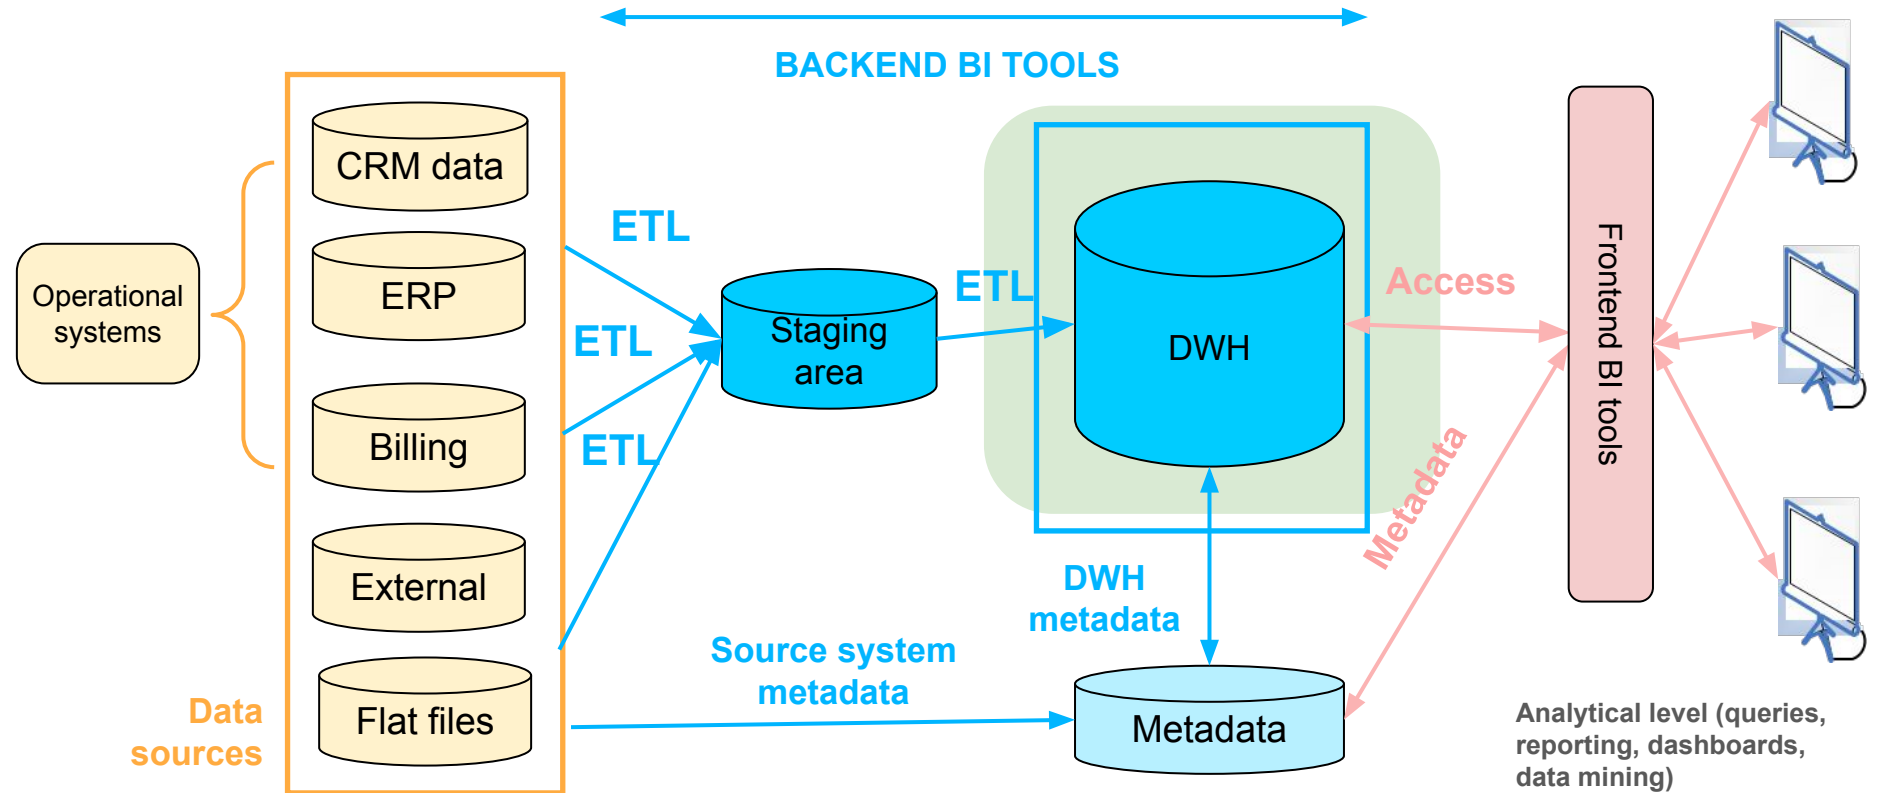 BACKEND BI TOOLS
CRM data
ERP
Billing
External
Flat files
Operational
systems
Data
sources
ETL
ETL
ETL
Staging
area
ETL
DWH
DWH
metadata
Source system
metadata
Metadata
Access
Metadata
Frontend BI tools
Analytical level (queries,
reporting, dashboards,
data mining)